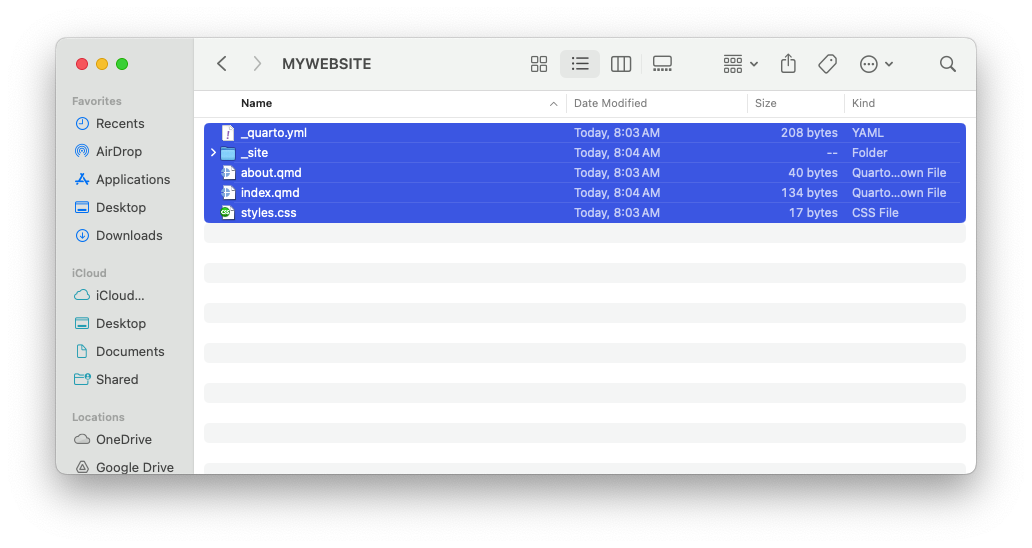 MYWEBSITE
Favorites
Recents
AirDrop
Applications
Desktop
Downloads
iCloud
iCloud...
Desktop
Documents
Shared
Locations
OneDrive
Google Drive
Name Date Modified Size Kind
_quarto.yml Today, 8:03 AM 208 bytes YAML
_site Today, 8:04 AM -- Folder
about.qmd Today, 8:03 AM 40 bytes Quarto...own File
index.qmd Today, 8:04 AM 134 bytes Quarto...own File
styles.css Today, 8:03 AM 17 bytes CSS File